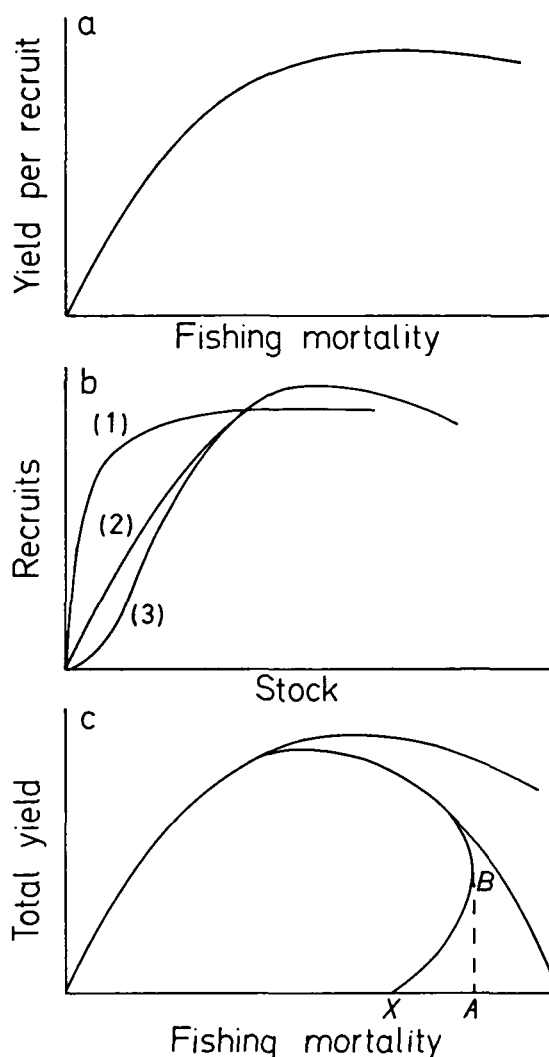 a
Yield per recruit
Fishing mortality
b
(1)
(2)
(3)
Recruits
Stock
c
Total yield
B
X A
Fishing mortality